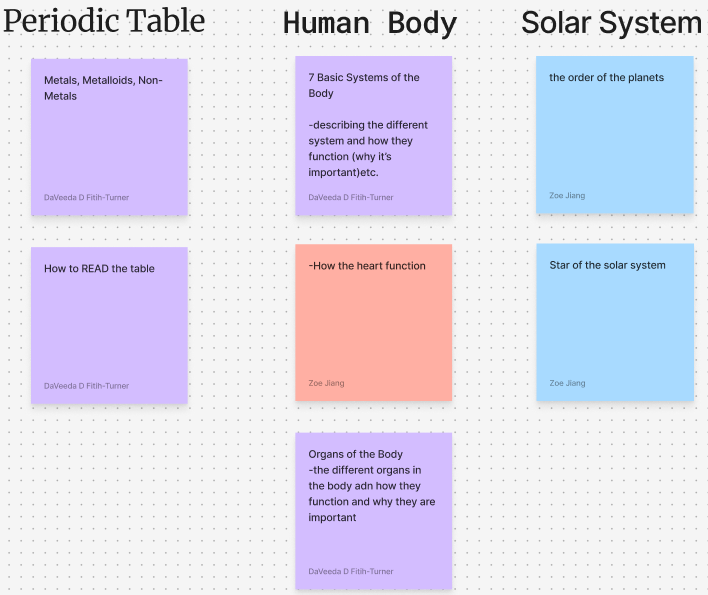 Periodic Table
Metals, Metalloids, Non-
Metals
DaVeeda D Fitih-Turner
How to READ the table
DaVeeda D Fitih-Turner
Human Body
7 Basic Systems of the
Body
-describing the different
system and how they
function (why it's
important)etc.
DaVeeda D Fitih-Turner
-How the heart function
Zoe Jiang
Organs of the Body
-the different organs in
the body adn how they
function and why they are
important
DaVeeda D Fitih-Turner
Solar System
the order of the planets
Zoe Jiang
Star of the solar system
Zoe Jiang